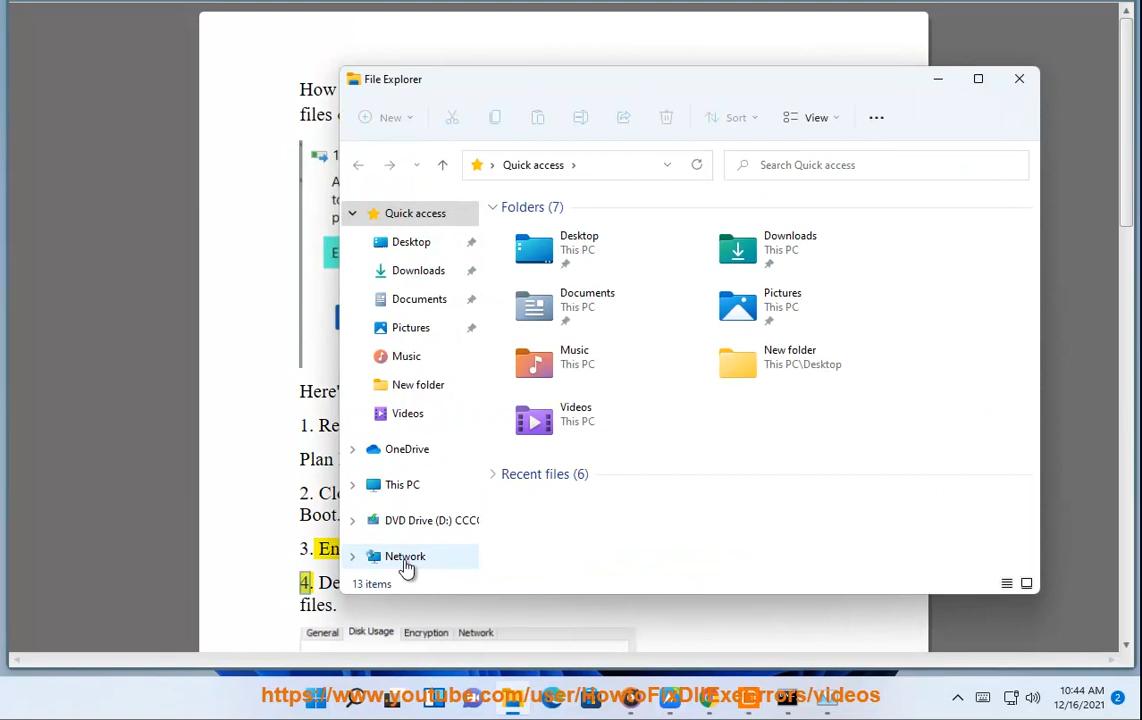 How
files
File Explorer
New
Sort
View
Quick access
Search Quick access
Quick access
Desktop
Downloads
Documents
Pictures
Music
New folder
Videos
OneDrive
This PC
DVD Drive (D:) CCCO
Network
13 items
Folders (7)
Desktop
This PC
Downloads
This PC
Documents
This PC
Pictures
This PC
Music
This PC
New folder
This PC\Desktop
Videos
This PC
Recent files (6)
Here'
1. Re
Plan
2. Clo
Boot.
3. En
4. De
files.
General Disk Usage Encryption Network
https://www.youtube.com/user/HowtoFixDllExeErrors/videos
10:44 AM
12/16/2021
2